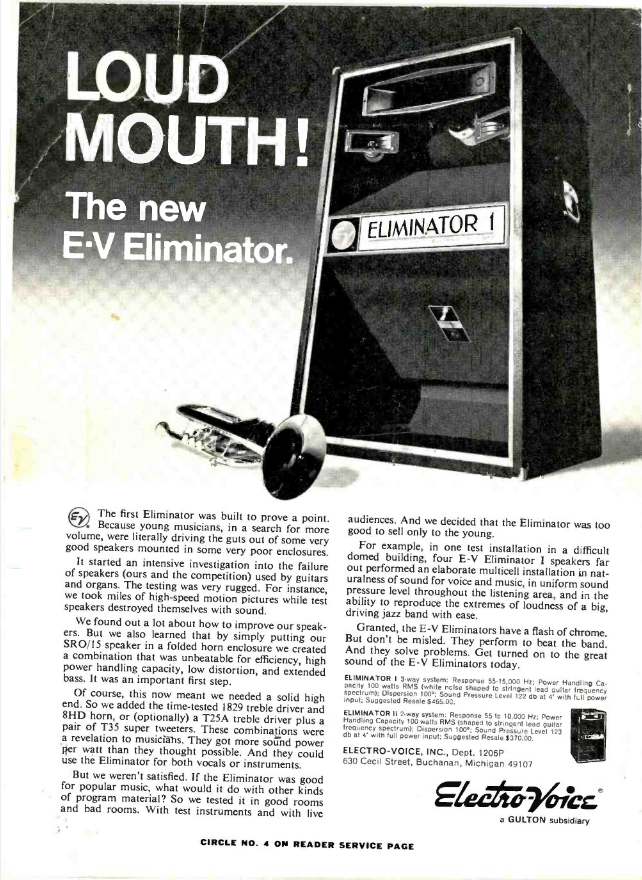 LOUD
MOUTH!
The new
E-V Eliminator.
ELIMINATOR 1
EV The first Eliminator was built to prove a point.
Because young musicians, in a search for more
volume, were literally driving the guts out of some very
good speakers mounted in some very poor enclosures.
It started an intensive investigation into the failure
of speakers (ours and the competition) used by guitars
and organs. The testing was very rugged. For instance,
we took miles of high-speed motion pictures while test
speakers destroyed themselves with sound.
We found out a lot about how to improve our speak-
ers. But we also learned that by simply putting our
SRO/15 speaker in a folded horn enclosure we created
a combination that was unbeatable for efficiency, high
power handling capacity, low distortion, and extended
bass. It was an important first step.
Of course, this now meant we needed a solid high
end. So we added the time-tested 1829 treble driver and
8HD horn, or (optionally) a T25A treble driver plus a
pair of T35 super tweeters. These combinations were
a revelation to musicians. They got more sound power
per watt than they thought possible. And they could
use the Eliminator for both vocals or instruments.
But we weren't satisfied. If the Eliminator was good
for popular music, what would it do with other kinds
of program material? So we tested it in good rooms
and bad rooms. With test instruments and with live
audiences. And we decided that the Eliminator was too
good to sell only to the young.
For example, in one test installation in a difficult
domed building, four E-V Eliminator I speakers far
out performed an elaborate multicell installation in nat-
uralness of sound for voice and music, in uniform sound
pressure level throughout the listening area, and in the
ability to reproduce the extremes of loudness of a big,
driving jazz band with ease.
Granted, the E-V Eliminators have a flash of chrome.
But don't be misled. They perform to beat the band.
And they solve problems. Get turned on to the great
sound of the E-V Eliminators today.
ELIMINATOR I 3-way system: Response 55-15,000 Hz; Power Handling Ca-
pacity 100 watts RMS (white noise shaped to stringent lead guitar frequency
spectrum); Dispersion 100°; Sound Pressure Level 122 db at 4' with full power
input; Suggested Resale $465.00.
ELIMINATOR II 2-way system: Response 55 to 10,000 Hz; Power
Handling Capacity 100 watts RMS (shaped to stringent lead guitar
frequency spectrum); Dispersion 100°; Sound Pressure Level 123
db at 4' with full power input; Suggested Resale $370.00.
ELECTRO-VOICE, INC., Dept. 1205P
630 Cecil Street, Buchanan, Michigan 49107
Electro-Voice®
a GULTON subsidiary
CIRCLE NO. 4 ON READER SERVICE PAGE